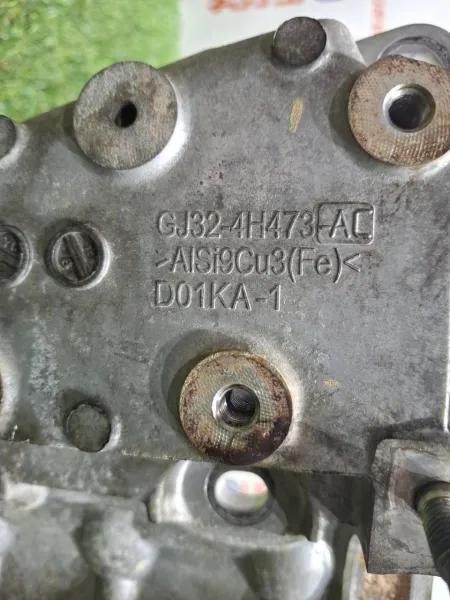 GJ32-4H473-AC
>AlSi9Cu3(Fe)<
D01KA-1